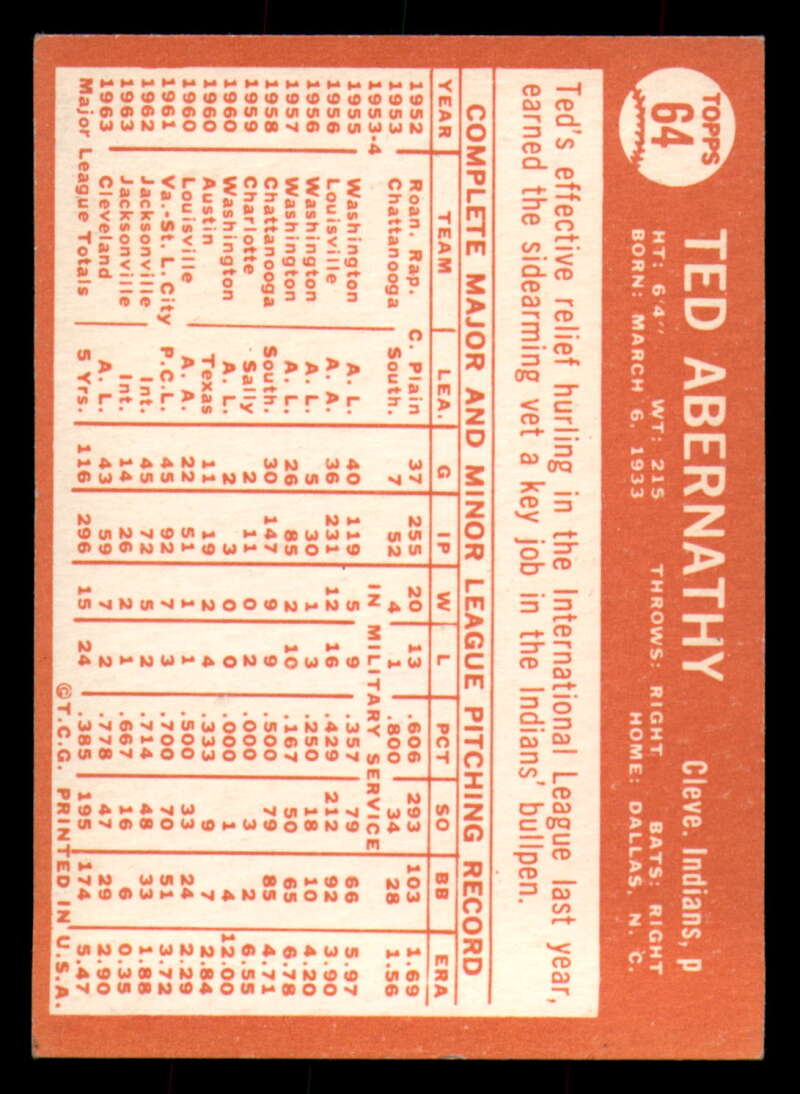 TOPPS
64
TED ABERNATHY Cleve. Indians, p
HT: 6'4" WT: 215 THROWS: RIGHT BATS: RIGHT
BORN: MARCH 6, 1933 HOME: DALLAS, N. C.
Ted's effective relief hurling in the International League last year,
earned the sidearming vet a key job in the Indians' bullpen.
COMPLETE MAJOR AND MINOR LEAGUE PITCHING RECORD
YEAR TEAM LEA. G IP W L PCT SO BB ERA
1952 Roan. Rap. C. Plain 37 255 20 13 .606 293 103 1.69
1953 Chattanooga South. 7 52 4 1 .800 34 28 1.56
1953-4 IN MILITARY SERVICE
1955 Washington A. L. 40 119 5 9 .357 79 66 5.97
1956 Louisville A. A. 36 231 12 16 .429 212 92 3.90
1956 Washington A. L. 5 30 1 3 .250 18 10 4.20
1957 Washington A. L. 26 85 2 10 .167 50 65 6.78
1958 Chattanooga South. 30 147 9 9 .500 79 85 4.71
1959 Charlotte Sally 2 11 0 2 .000 3 2 6.55
1960 Washington A. L. 2 3 0 0 .000 1 4 12.00
1960 Austin Texas 11 19 2 4 .333 9 7 2.84
1960 Louisville A. A. 22 51 1 1 .500 33 24 2.29
1961 Va.-St. L. City P.C.L. 45 92 7 3 .700 70 51 3.72
1962 Jacksonville Int. 45 72 5 2 .714 48 33 1.88
1963 Jacksonville Int. 14 26 2 1 .667 16 6 0.35
1963 Cleveland A. L. 43 59 7 2 .778 47 29 2.90
Major League Totals 5 Yrs. 116 296 15 24 .385 195 174 5.47
©T.C.G. PRINTED IN U.S.A.